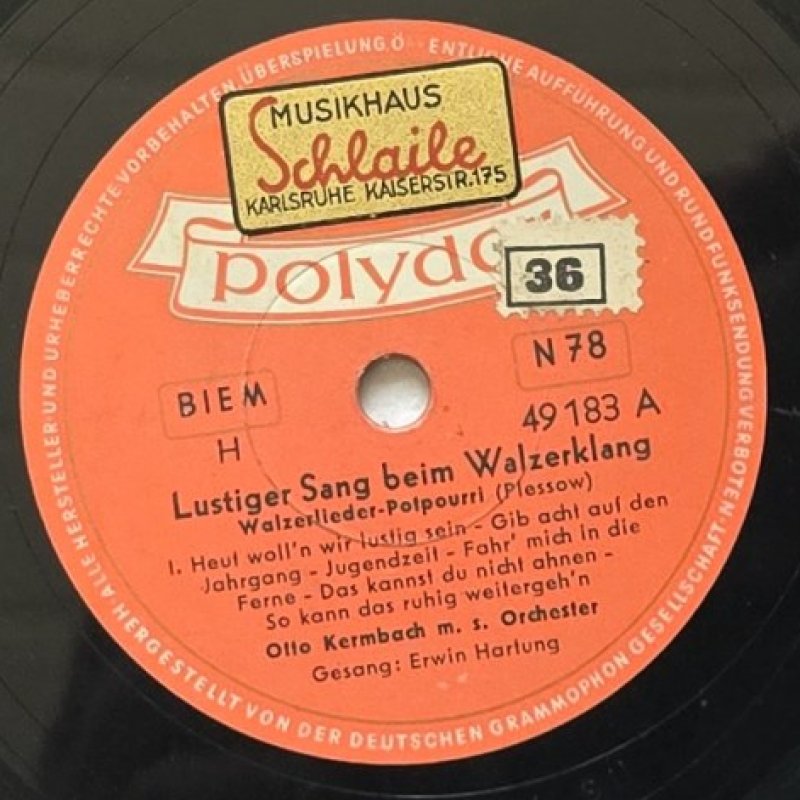 MUSIKHAUS
Schlaile
KARLSRUHE KAISERSTR.175
polydo
36
BIEM
N 78
H
49 183 A
Lustiger Sang beim Walzerklang
Walzerlieder-Potpourri (Plessow)
I. Heut woll'n wir lustig sein - Gib acht auf den
Jahrgang - Jugendzeit - Fahr' mich in die
Ferne - Das kannst du nicht ahnen -
So kann das ruhig weitergeh'n
Otto Kermbach m. s. Orchester
Gesang: Erwin Hartung
ALLE HERSTELLER UND URHEBERRECHTE VORBEHALTEN ÜBERSPIELUNG.Ö ENTLICHE AUFFÜHRUNG UND RUNDFUNKSENDUNG VERBOTEN.
HERGESTELLT VON DER DEUTSCHEN GRAMMOPHON GESELLSCHAFT